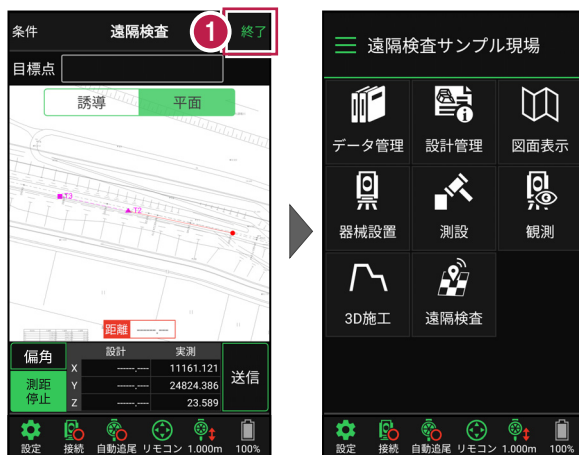 条件 遠隔検査 1 終了
目標点
誘導 平面
T3
T2
距離 ------.---
設計 実測
偏角
X ------.--- 11161.121
測距
停止
Y ------.--- 24824.386
送信
Z ------.--- 23.589
設定 接続 自動追尾 リモコン 1.000m 100%
遠隔検査サンプル現場
データ管理 設計管理 図面表示
器械設置 測設 観測
3D施工 遠隔検査
設定 接続 自動追尾 リモコン 1.000m 100%